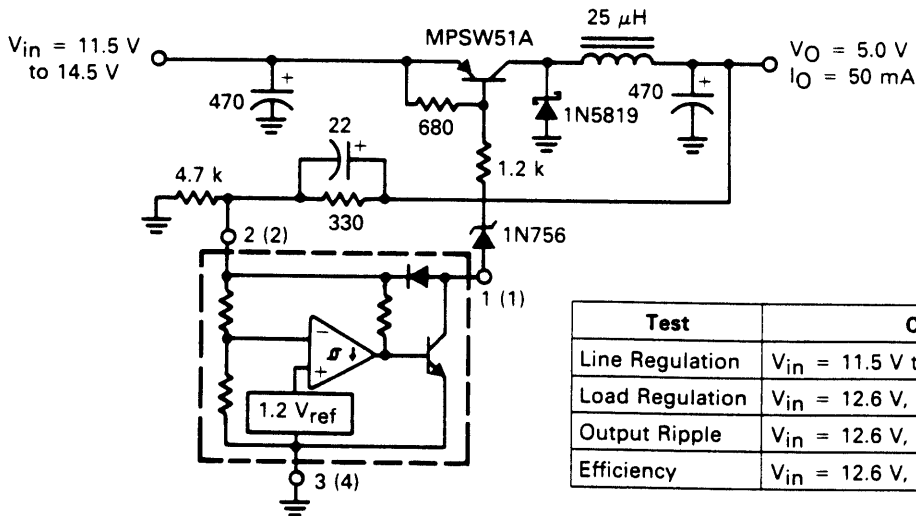 25 μH
MPSW51A
V_in = 11.5 V
to 14.5 V
V_O = 5.0 V
I_O = 50 mA
+
470
+
470
680
1N5819
22
+
1.2 k
4.7 k
330
1N756
2 (2)
1 (1)
−
+
1.2 V_ref
3 (4)
Test C
Line Regulation V_in = 11.5 V t
Load Regulation V_in = 12.6 V,
Output Ripple V_in = 12.6 V,
Efficiency V_in = 12.6 V,